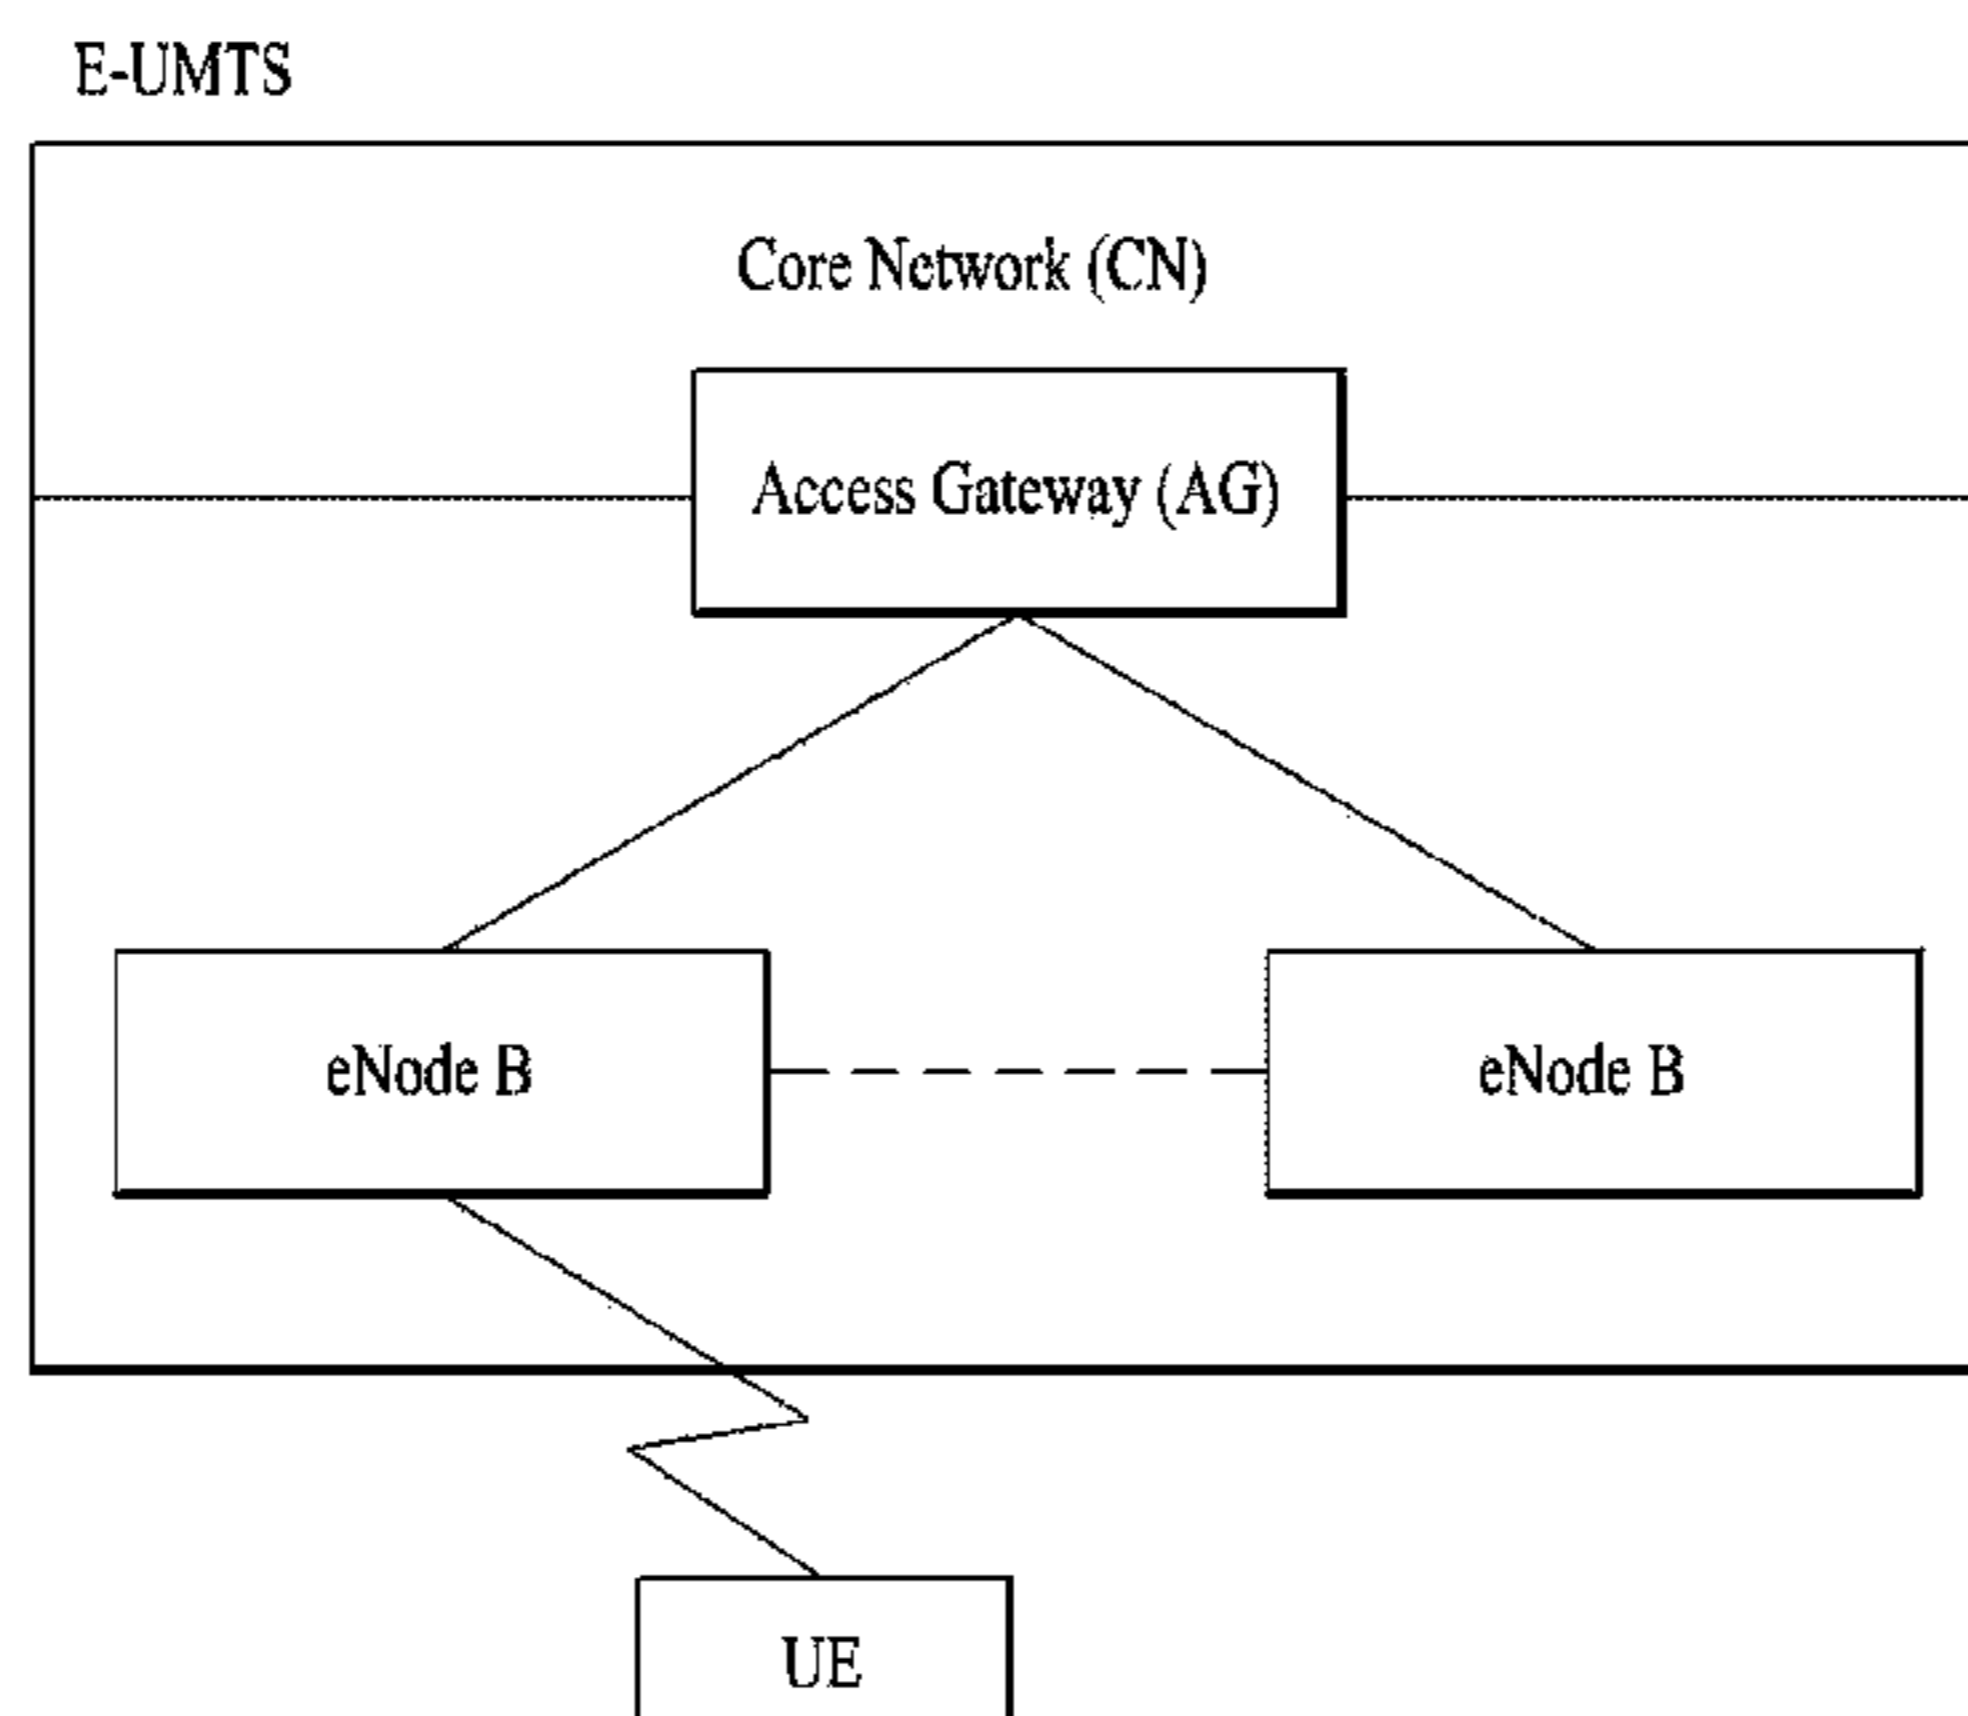 E-UMTS
Core Network (CN)
Access Gateway (AG)
eNode B
eNode B
UE